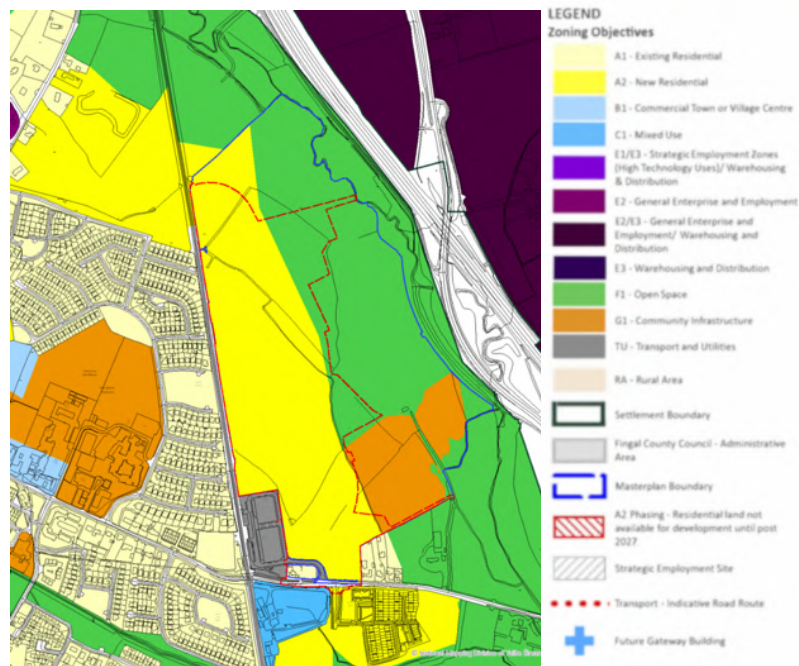 LEGEND
Zoning Objectives
A1 - Existing Residential
A2 - New Residential
B1 - Commercial Town or Village Centre
C1 - Mixed Use
E1/E3 - Strategic Employment Zones
(High Technology Uses)/ Warehousing
& Distribution
E2 - General Enterprise and Employment
E2/E3 - General Enterprise and
Employment/ Warehousing and
Distribution
E3 - Warehousing and Distribution
F1 - Open Space
G1 - Community Infrastructure
TU - Transport and Utilities
RA - Rural Area
Settlement Boundary
Fingal County Council - Administrative
Area
Masterplan Boundary
A2 Phasing - Residential land not
available for development until post
2027
Strategic Employment Site
Transport - Indicative Road Route
Future Gateway Building